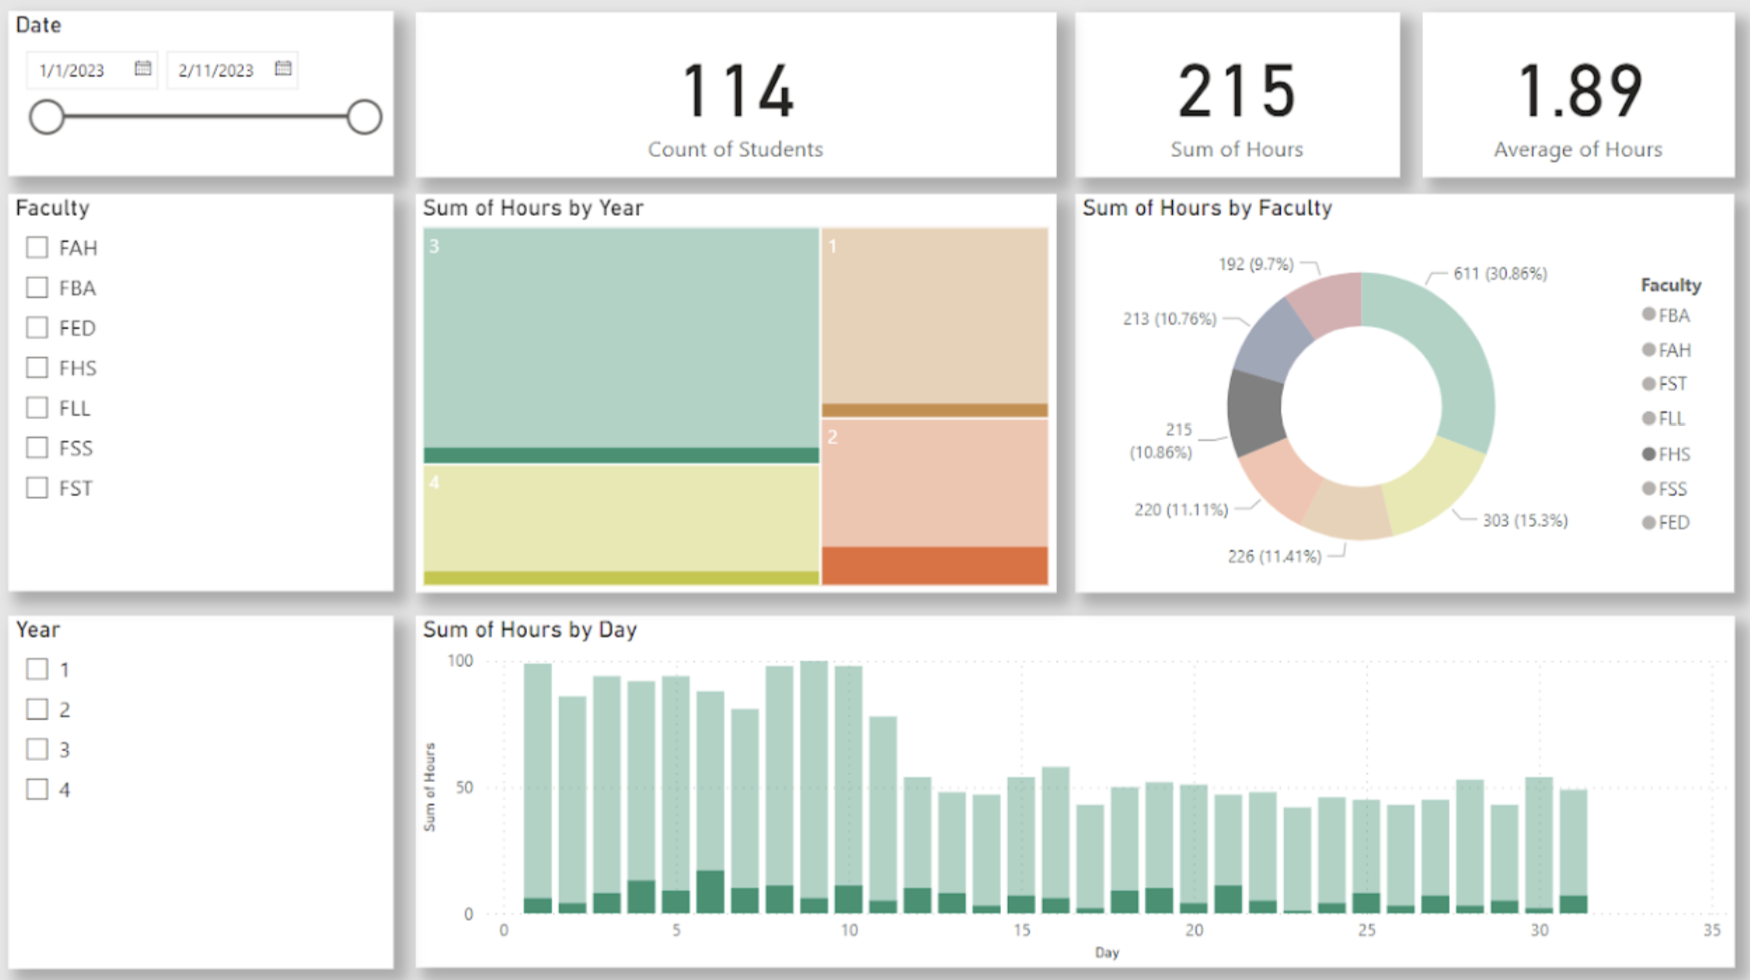 Date
1/1/2023
2/11/2023
114
Count of Students
215
Sum of Hours
1.89
Average of Hours
Faculty
FAH
FBA
FED
FHS
FLL
FSS
FST
Sum of Hours by Year
3
1
2
4
Sum of Hours by Faculty
192 (9.7%)
611 (30.86%)
213 (10.76%)
215
(10.86%)
220 (11.11%)
226 (11.41%)
303 (15.3%)
Faculty
FBA
FAH
FST
FLL
FHS
FSS
FED
Year
1
2
3
4
Sum of Hours by Day
Sum of Hours
100
50
0
0 5 10 15 20 25 30 35
Day